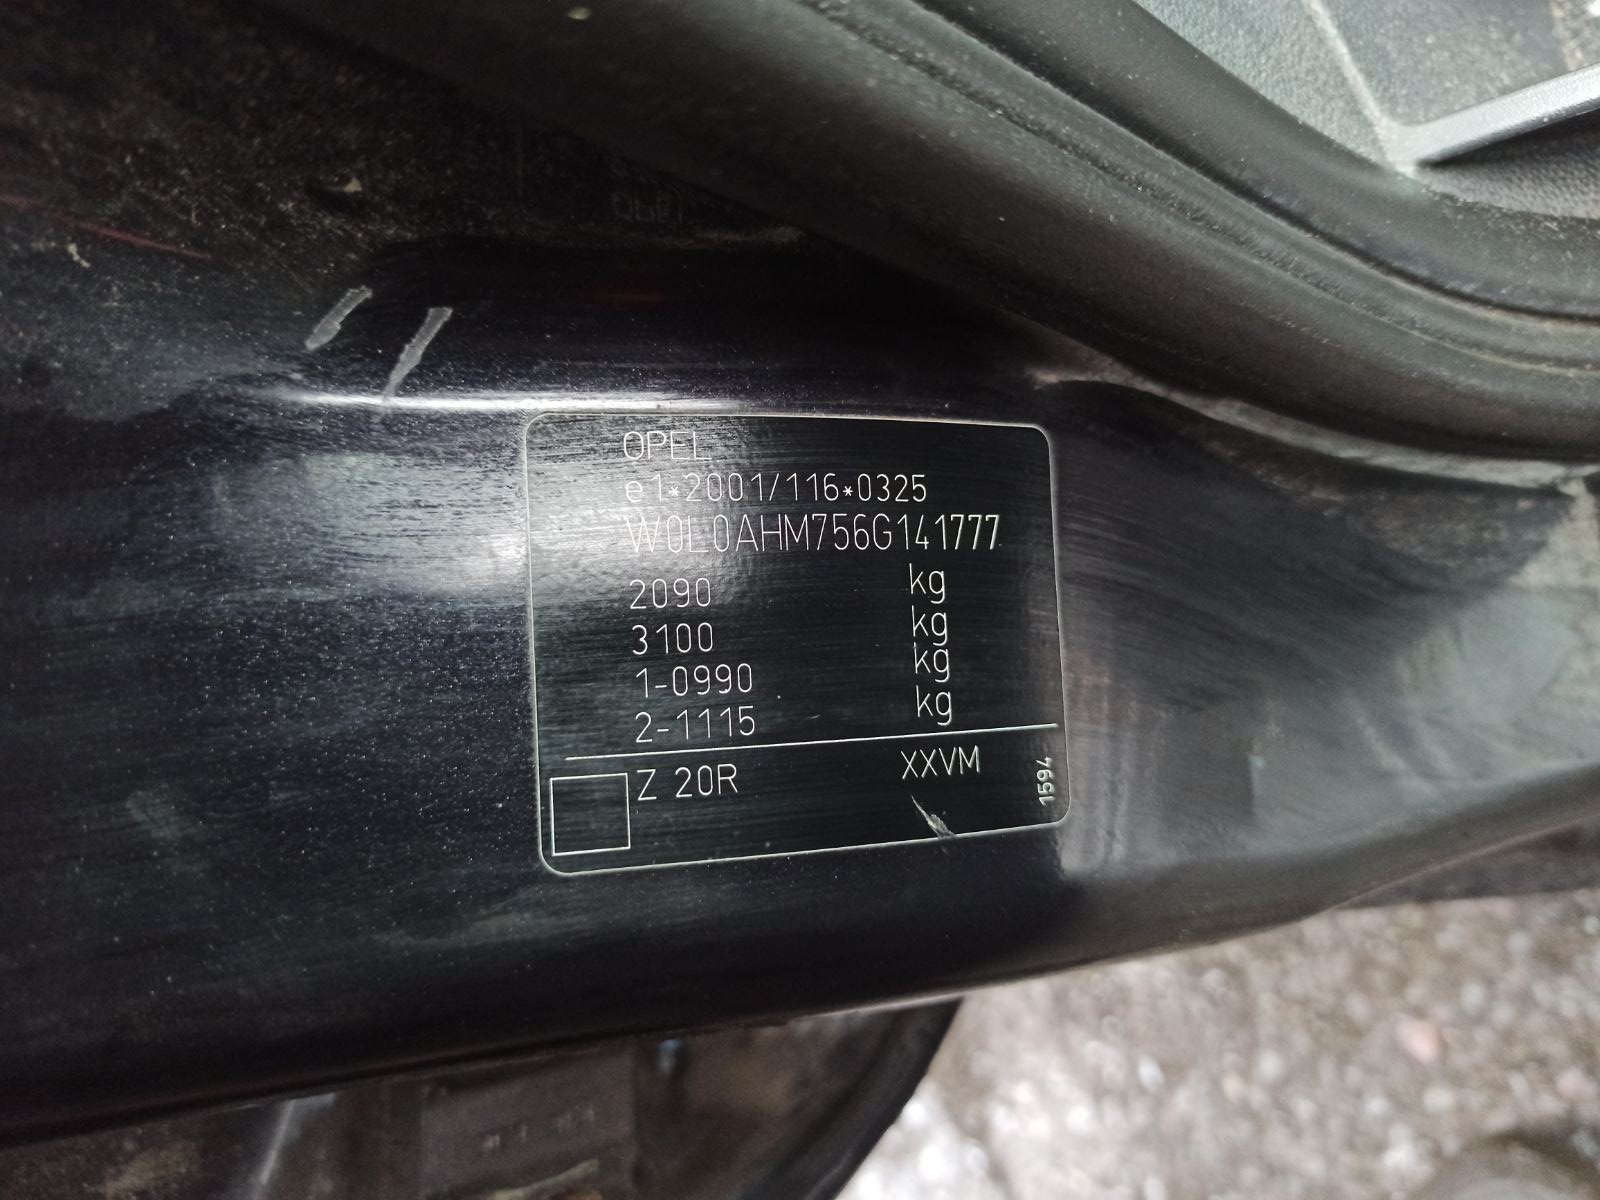 OPEL
e1*2001/116*0325
W0L0AHM756G141777
2090 kg
3100 kg
1-0990 kg
2-1115 kg
Z 20R XXVM
1594